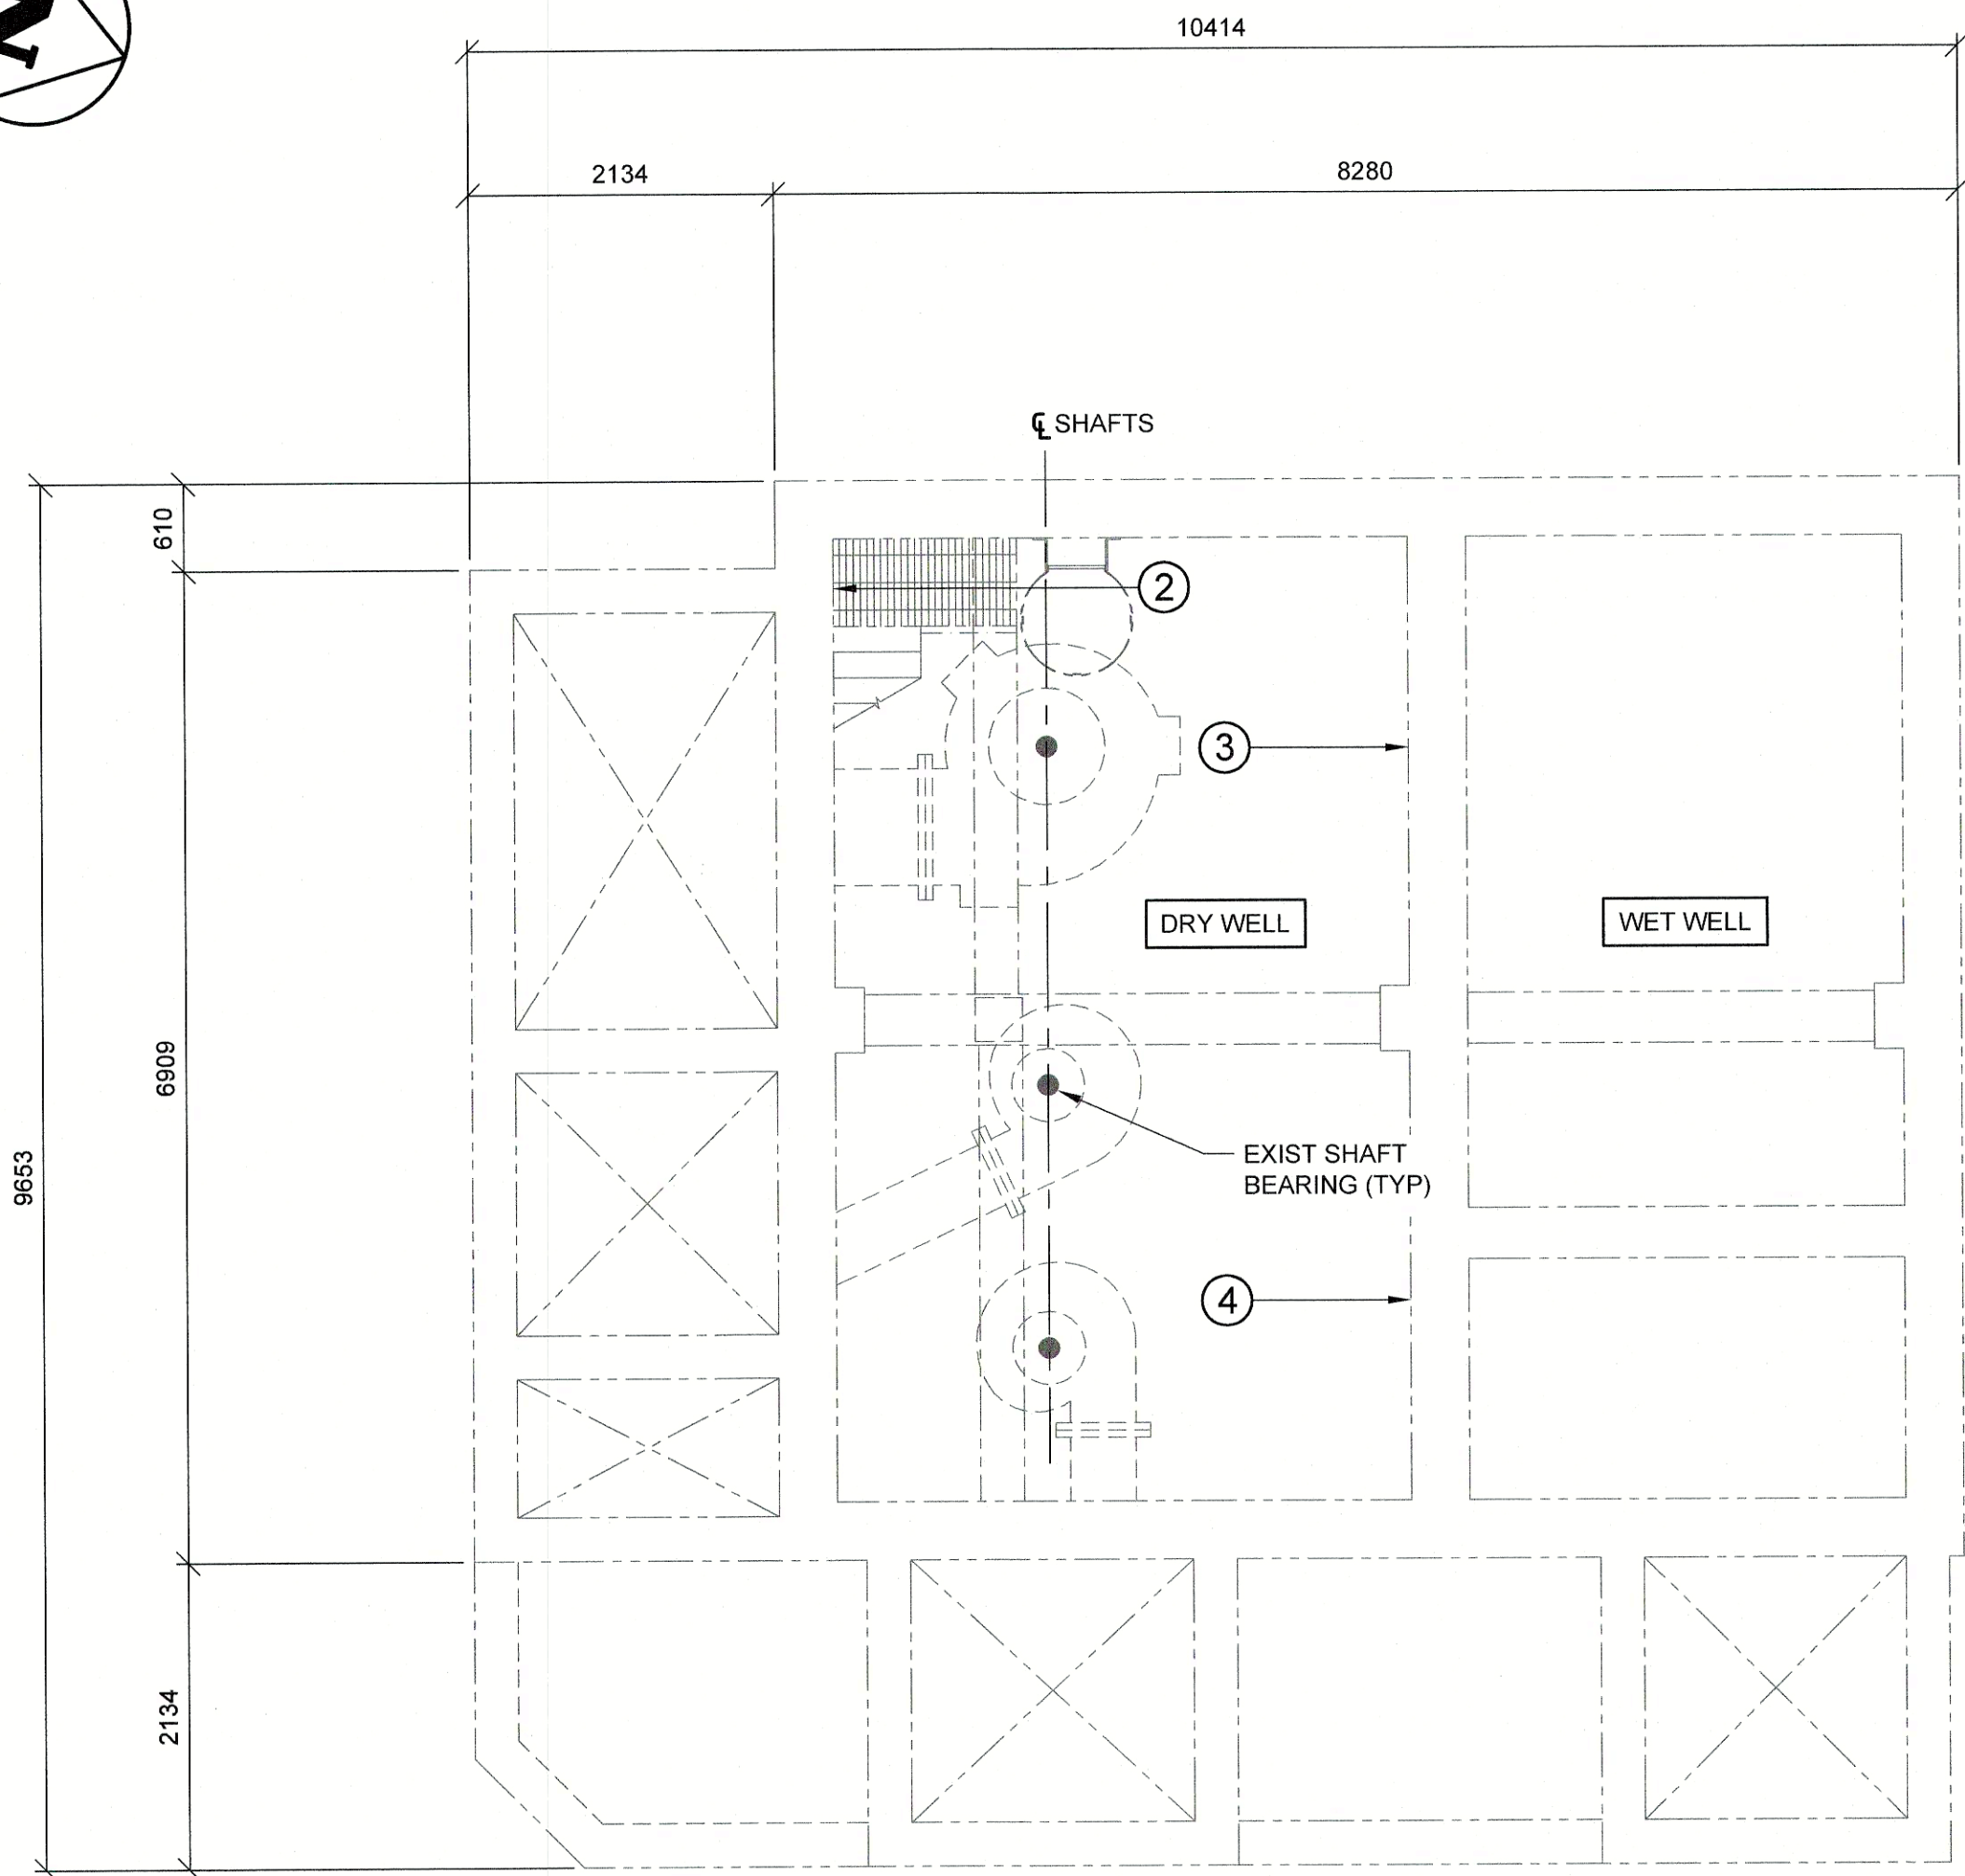 N
10414
2134
8280
℄ SHAFTS
610
2
3
DRY WELL
WET WELL
6909
9653
EXIST SHAFT
BEARING (TYP)
4
2134